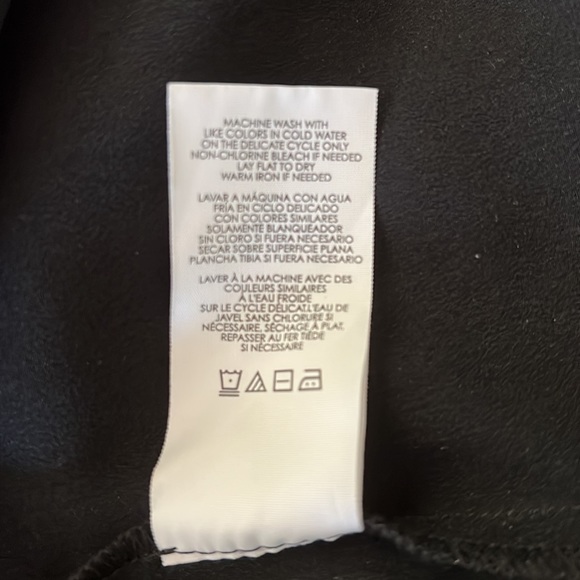 MACHINE WASH WITH
LIKE COLORS IN COLD WATER
ON THE DELICATE CYCLE ONLY
NON-CHLORINE BLEACH IF NEEDED
LAY FLAT TO DRY
WARM IRON IF NEEDED
LAVAR A MÁQUINA CON AGUA
FRÍA EN CICLO DELICADO
CON COLORES SIMILARES
SOLAMENTE BLANQUEADOR
SIN CLORO SI FUERA NECESARIO
SECAR SOBRE SUPERFICIE PLANA
PLANCHA TIBIA SI FUERA NECESARIO
LAVER À LA MACHINE AVEC DES
COULEURS SIMILAIRES
À L'EAU FROIDE
SUR LE CYCLE DÉLICAT.L'EAU DE
JAVEL SANS CHLORURE SI
NÉCESSAIRE, SÉCHAGE À PLAT,
REPASSER AU FER TIÈDE
SI NÉCESSAIRE